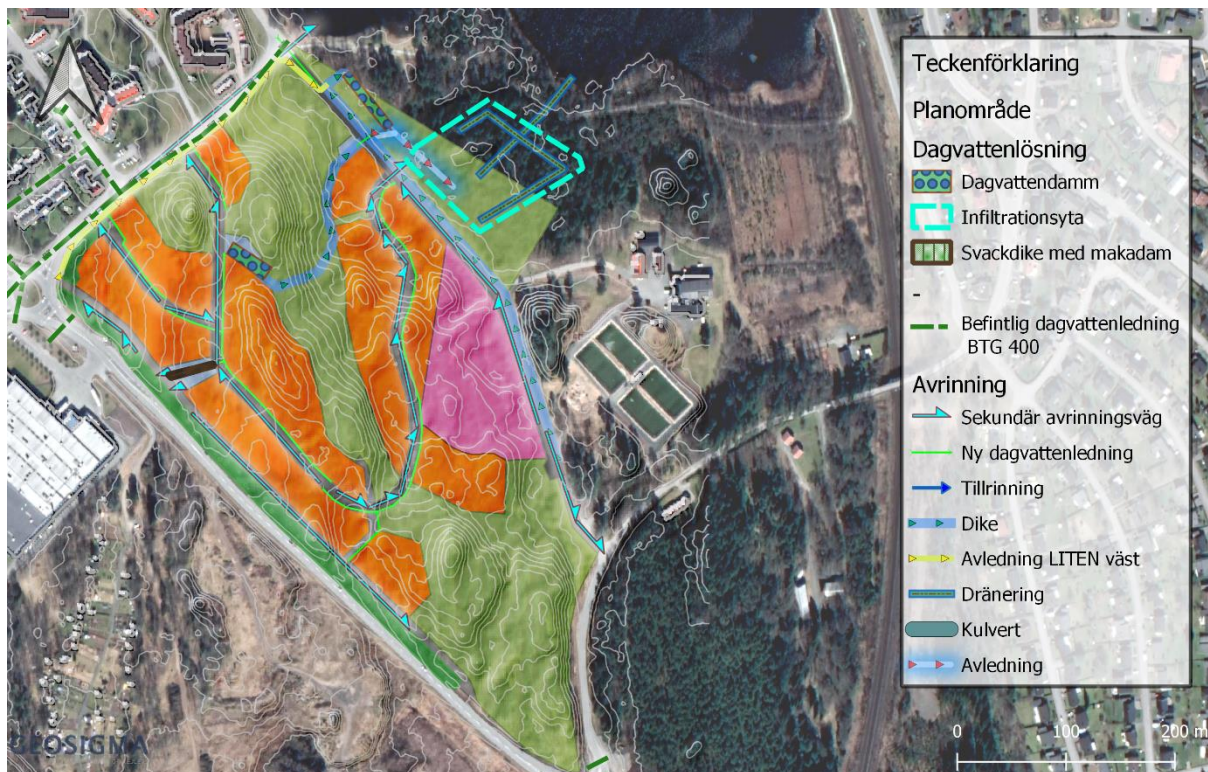 Teckenförklaring
Planområde
Dagvattenlösning
Dagvattendamm
Infiltrationsyta
Svackdike med makadam
-
Befintlig dagvattenledning
BTG 400
Avrinning
Sekundär avrinningsväg
Ny dagvattenledning
Tillrinning
Dike
Avledning LITEN väst
Dränering
Kulvert
Avledning
0 100 200 m
GEOSIGMA